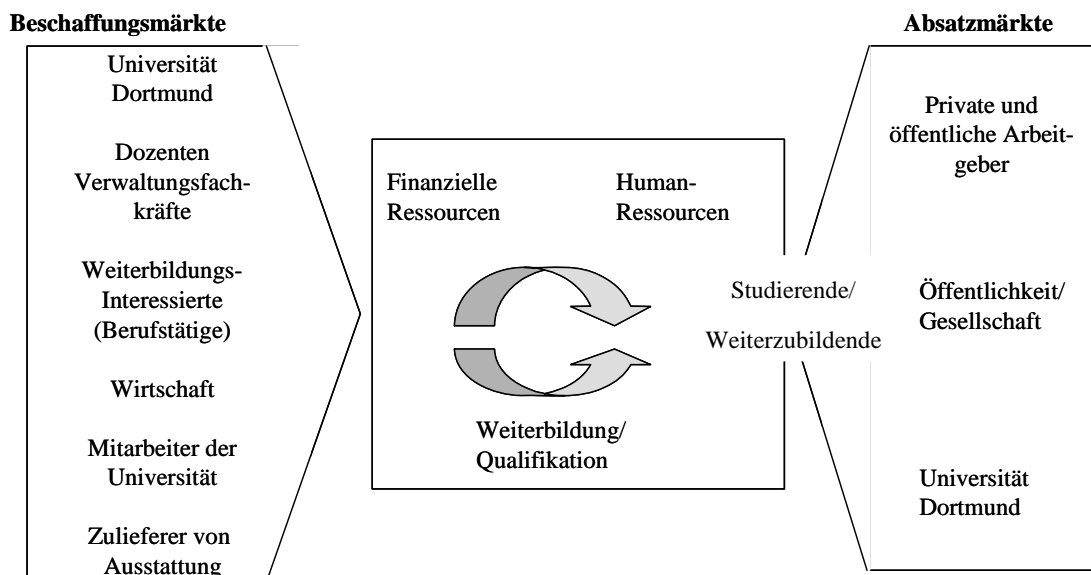 Beschaffungsmärkte
Universität
Dortmund
Dozenten
Verwaltungsfach-
kräfte
Weiterbildungs-
Interessierte
(Berufstätige)
Wirtschaft
Mitarbeiter der
Universität
Zulieferer von
Ausstattung
Finanzielle
Ressourcen
Human-
Ressourcen
Weiterbildung/
Qualifikation
Studierende/
Weiterzubildende
Absatzmärkte
Private und
öffentliche Arbeit-
geber
Öffentlichkeit/
Gesellschaft
Universität
Dortmund